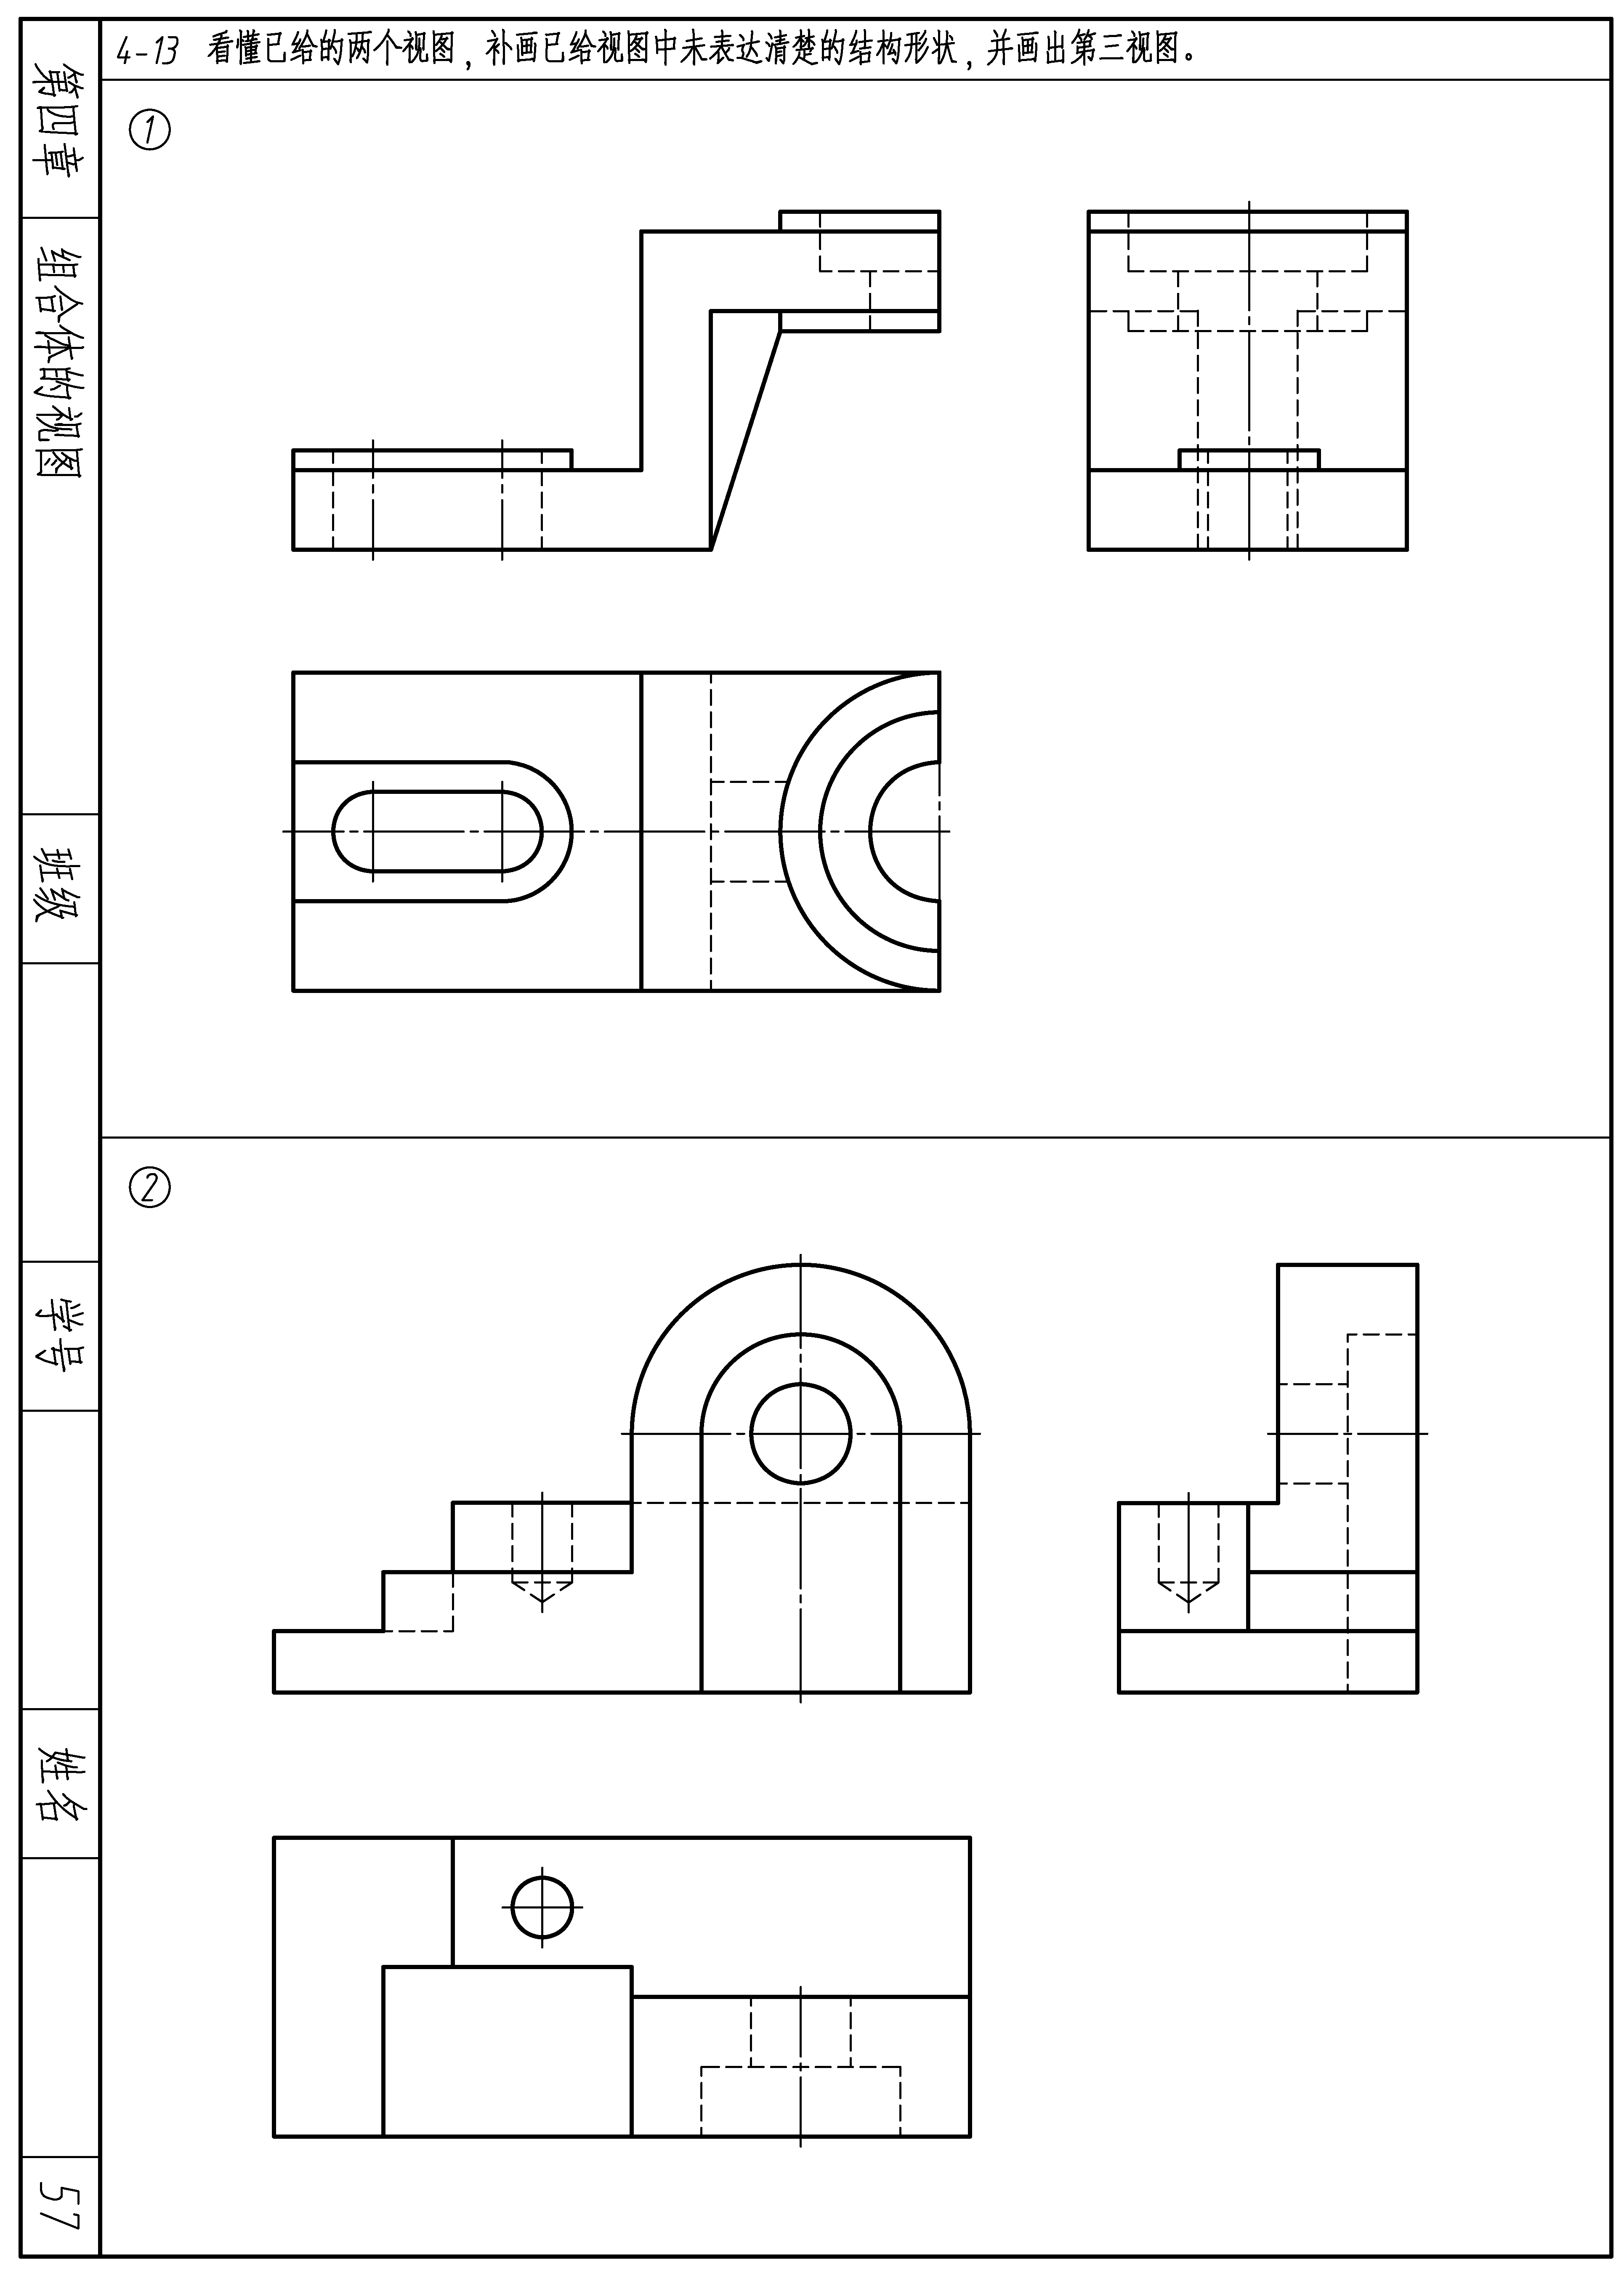 4-13 看懂已给的两个视图，补画已给视图中未表达清楚的结构形状，并画出第三视图。
第四章
组合体的视图
班级
学号
姓名
57
①
②